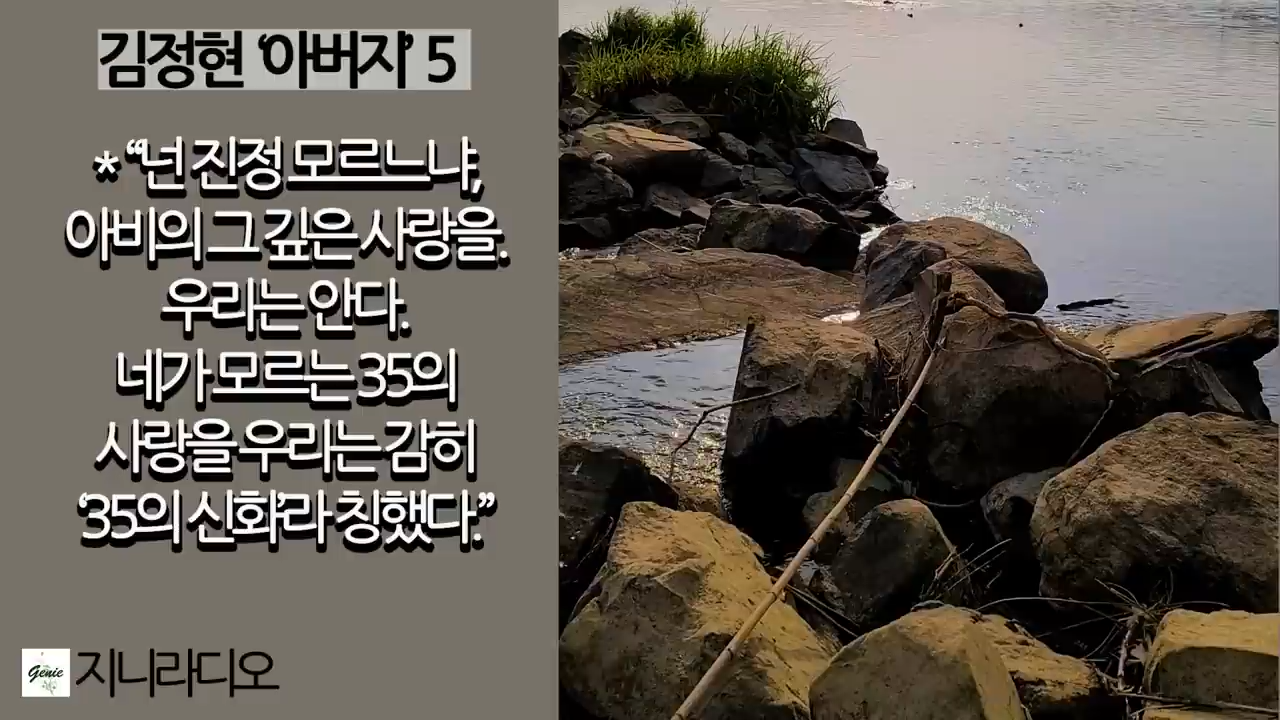 김정현 ‘아버지’ 5
* “넌 진정 모르느냐,
아비의 그 깊은 사랑을.
우리는 안다.
네가 모르는 35의
사랑을 우리는 감히
‘35의 신화’라 칭했다.”
Genie
지니라디오